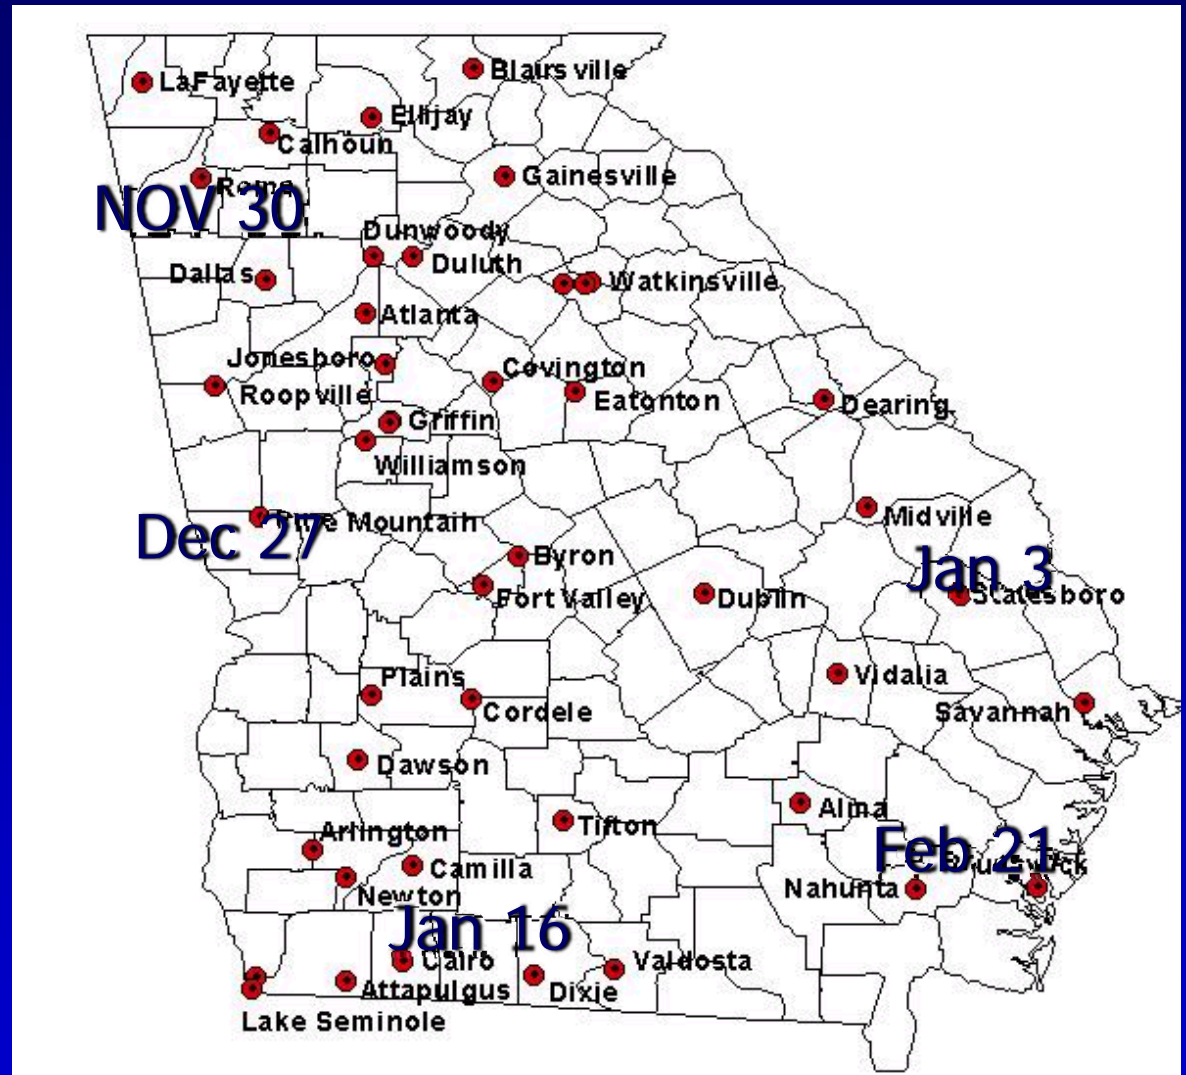 Blairsville
LaFayette
Ellijay
Calhoun
Gainesville
Rome
NOV 30
Dunwoody
Duluth
Dallas
Watkinsville
Atlanta
Jonesboro
Covington
Roopville
Eatonton
Dearing
Griffin
Williamson
Midville
Pine Mountain
Dec 27
Byron
Jan 3
Fort Valley
Dublin
Statesboro
Plains
Vidalia
Cordele
Savannah
Dawson
Alma
Tifton
Arlington
Feb 21
Brunswick
Camilla
Nahunta
Newton
Jan 16
Cairo
Valdosta
Attapulgus
Dixie
Lake Seminole